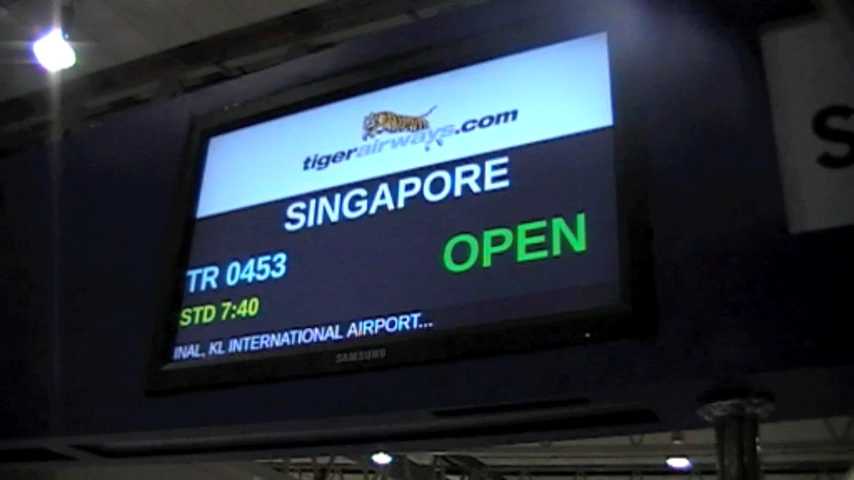 tigerairways.com
SINGAPORE
TR 0453
OPEN
STD 7:40
INAL, KL INTERNATIONAL AIRPORT...
SAMSUNG
S